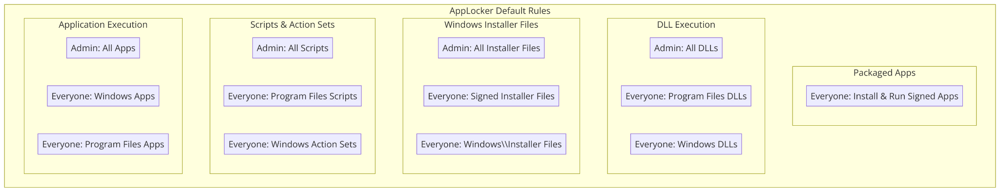 AppLocker Default Rules
Application Execution
Admin: All Apps
Everyone: Windows Apps
Everyone: Program Files Apps
Scripts & Action Sets
Admin: All Scripts
Everyone: Program Files Scripts
Everyone: Windows Action Sets
Windows Installer Files
Admin: All Installer Files
Everyone: Signed Installer Files
Everyone: Windows\\Installer Files
DLL Execution
Admin: All DLLs
Everyone: Program Files DLLs
Everyone: Windows DLLs
Packaged Apps
Everyone: Install & Run Signed Apps